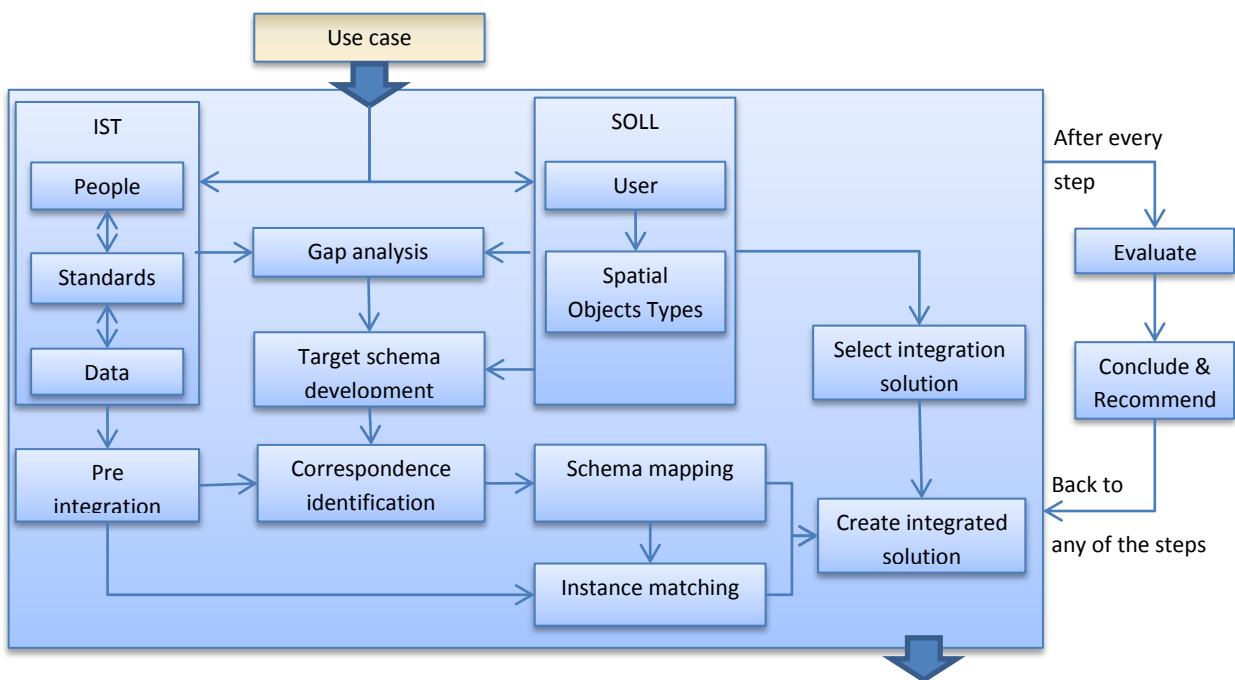 Use case
IST
People
Standards
Data
SOLL
User
Spatial
Objects Types
Gap analysis
Target schema
development
Select integration
solution
Pre
integration
Correspondence
identification
Schema mapping
Instance matching
Create integrated
solution
After every
step
Evaluate
Conclude &
Recommend
Back to
any of the steps